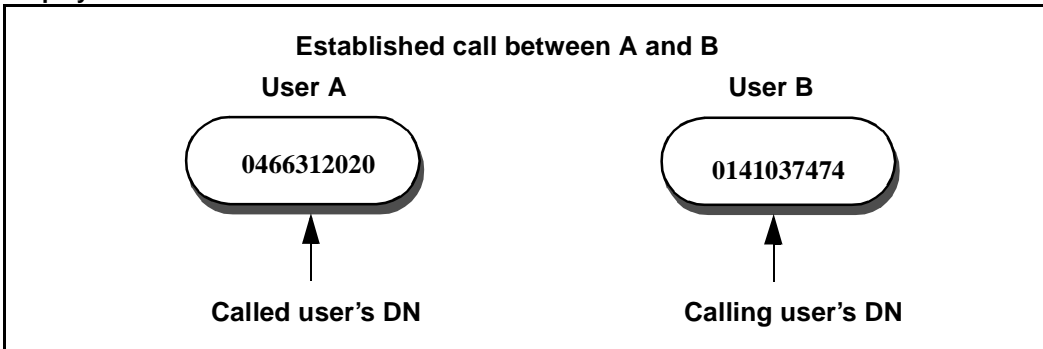 Established call between A and B
User A User B
0466312020 0141037474
Called user’s DN Calling user’s DN